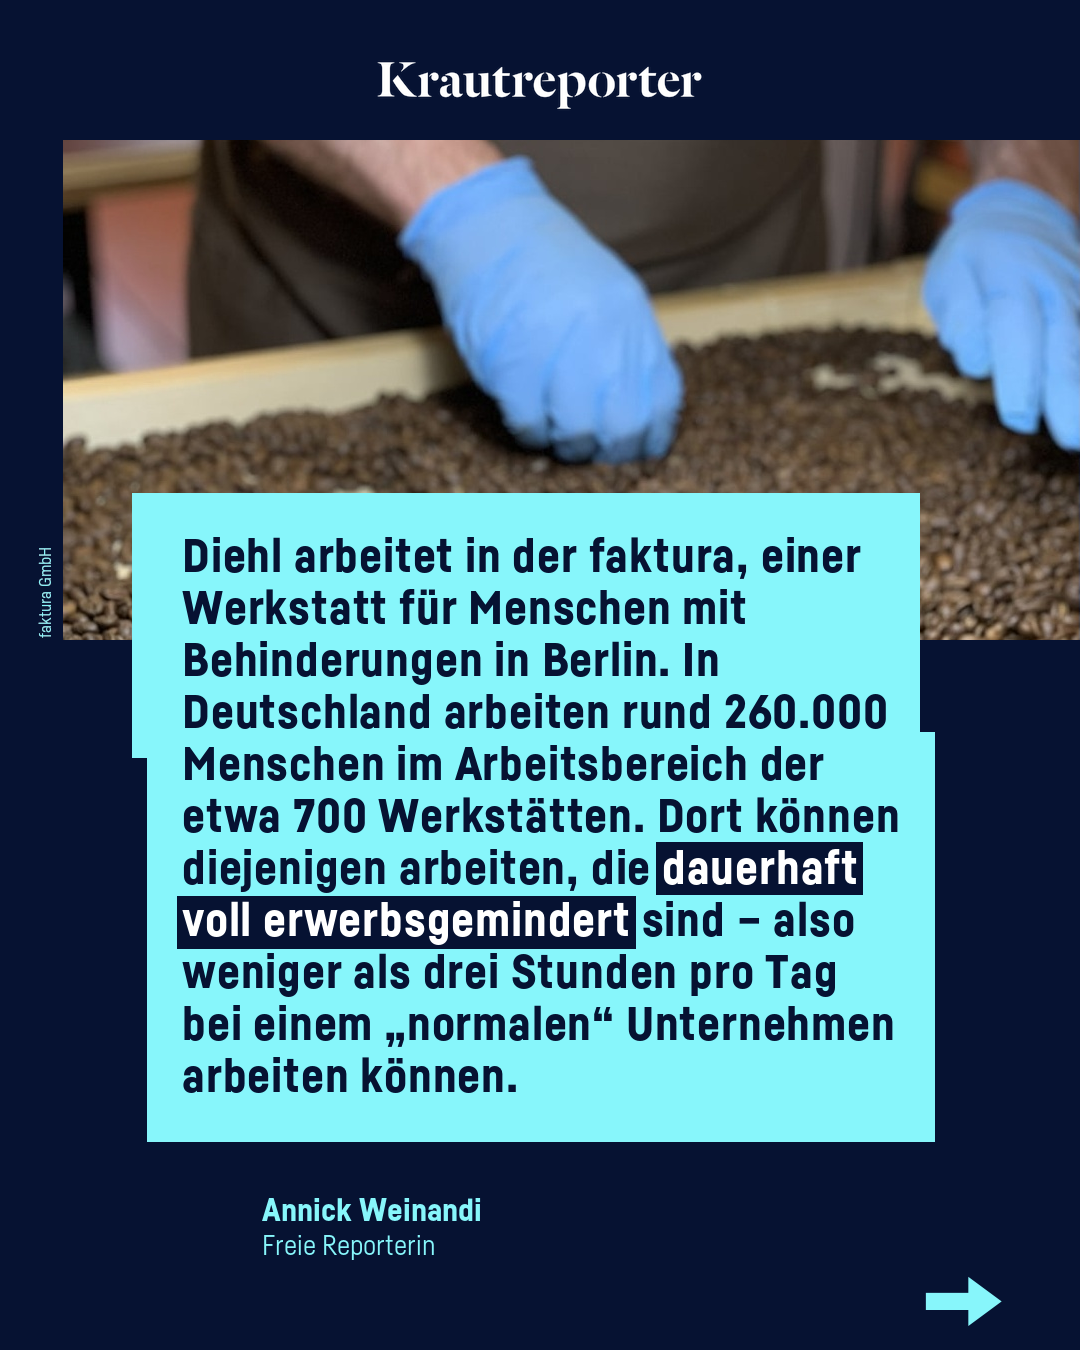 Krautreporter
faktura GmbH
Diehl arbeitet in der faktura, einer
Werkstatt für Menschen mit
Behinderungen in Berlin. In
Deutschland arbeiten rund 260.000
Menschen im Arbeitsbereich der
etwa 700 Werkstätten. Dort können
diejenigen arbeiten, die dauerhaft
voll erwerbsgemindert sind – also
weniger als drei Stunden pro Tag
bei einem „normalen“ Unternehmen
arbeiten können.
Annick Weinandi
Freie Reporterin